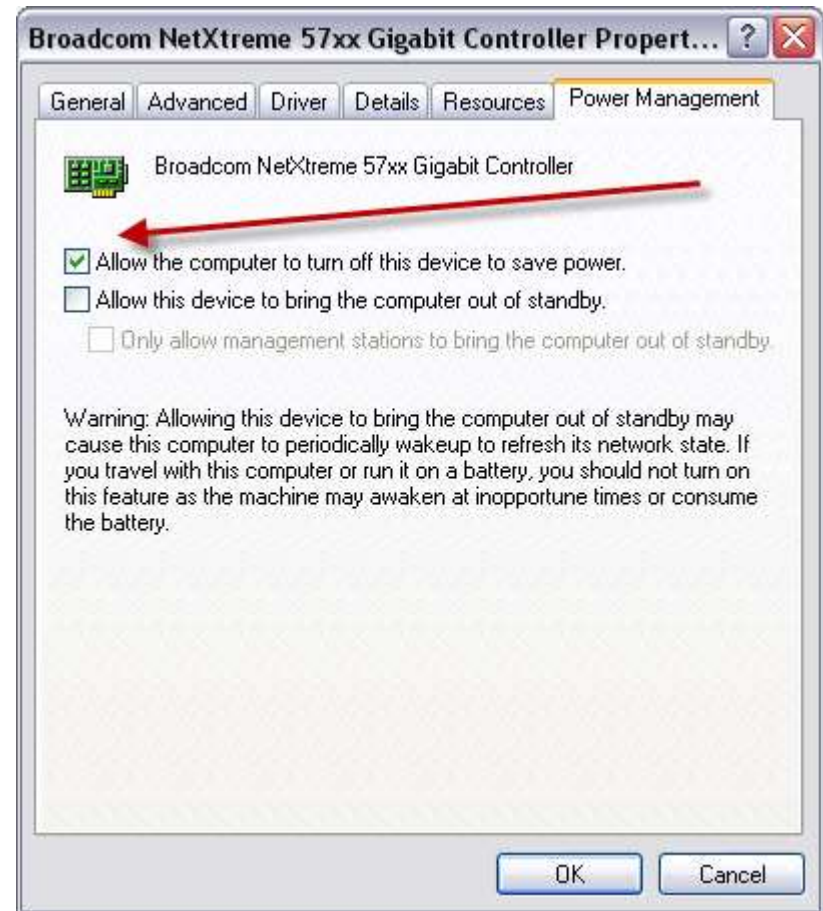 Broadcom NetXtreme 57xx Gigabit Controller Propert...
General Advanced Driver Details Resources Power Management
Broadcom NetXtreme 57xx Gigabit Controller
Allow the computer to turn off this device to save power.
Allow this device to bring the computer out of standby.
Only allow management stations to bring the computer out of standby.
Warning: Allowing this device to bring the computer out of standby may
cause this computer to periodically wakeup to refresh its network state. If
you travel with this computer or run it on a battery, you should not turn on
this feature as the machine may awaken at inopportune times or consume
the battery.
OK Cancel